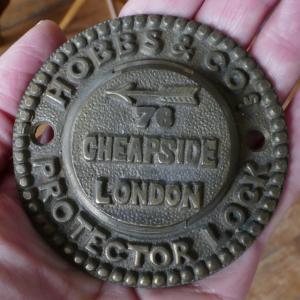 HOBBS & CO'S
76
CHEAPSIDE
LONDON
PROTECTOR LOCK